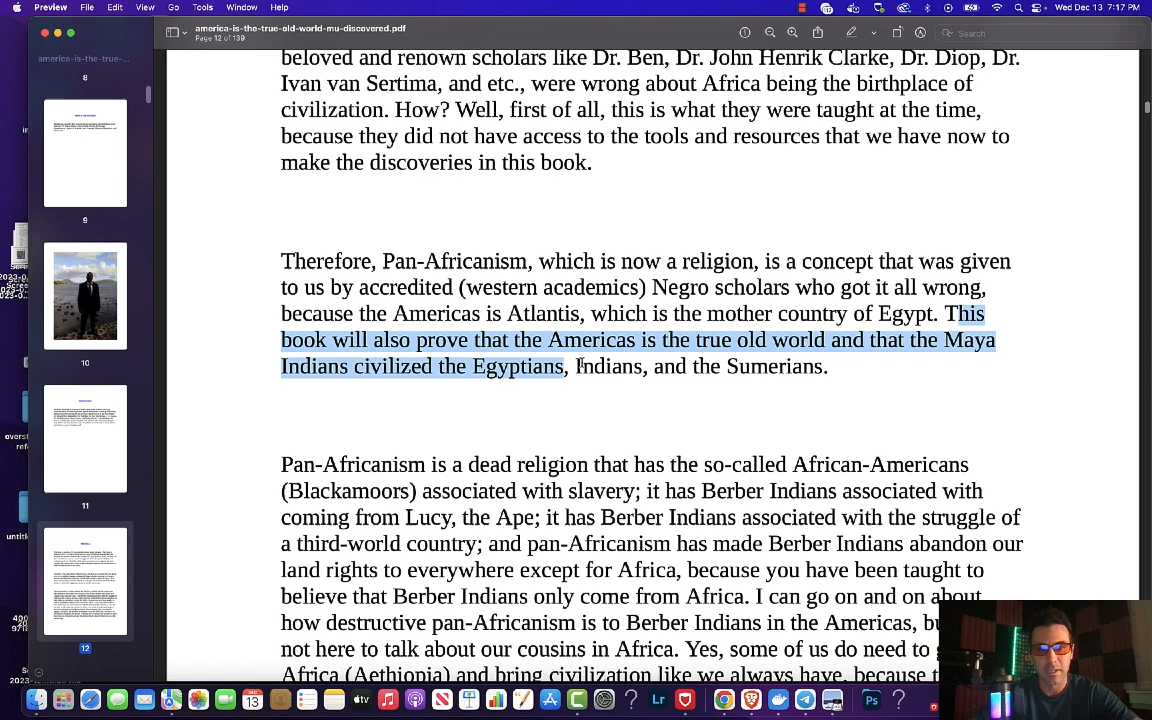 Preview File Edit View Go Tools Window Help
Wed Dec 13 7:17 PM
america-is-the-true-old-world-mu-discovered.pdf
Page 12 of 139
Search
america-is-the-true-...
8
9
10
11
12
beloved and renown scholars like Dr. Ben, Dr. John Henrik Clarke, Dr. Diop, Dr.
Ivan van Sertima, and etc., were wrong about Africa being the birthplace of
civilization. How? Well, first of all, this is what they were taught at the time,
because they did not have access to the tools and resources that we have now to
make the discoveries in this book.
Therefore, Pan-Africanism, which is now a religion, is a concept that was given
to us by accredited (western academics) Negro scholars who got it all wrong,
because the Americas is Atlantis, which is the mother country of Egypt. This
book will also prove that the Americas is the true old world and that the Maya
Indians civilized the Egyptians, Indians, and the Sumerians.
Pan-Africanism is a dead religion that has the so-called African-Americans
(Blackamoors) associated with slavery; it has Berber Indians associated with
coming from Lucy, the Ape; it has Berber Indians associated with the struggle of
a third-world country; and pan-Africanism has made Berber Indians abandon our
land rights to everywhere except for Africa, because you have been taught to
believe that Berber Indians only come from Africa. I can go on and on about
how destructive pan-Africanism is to Berber Indians in the Americas,
not here to talk about our cousins in Africa. Yes, some of us do need to
Africa (Aethiopia) and bring civilization like we always have, because
DEC
13
tv
Lr
Ps